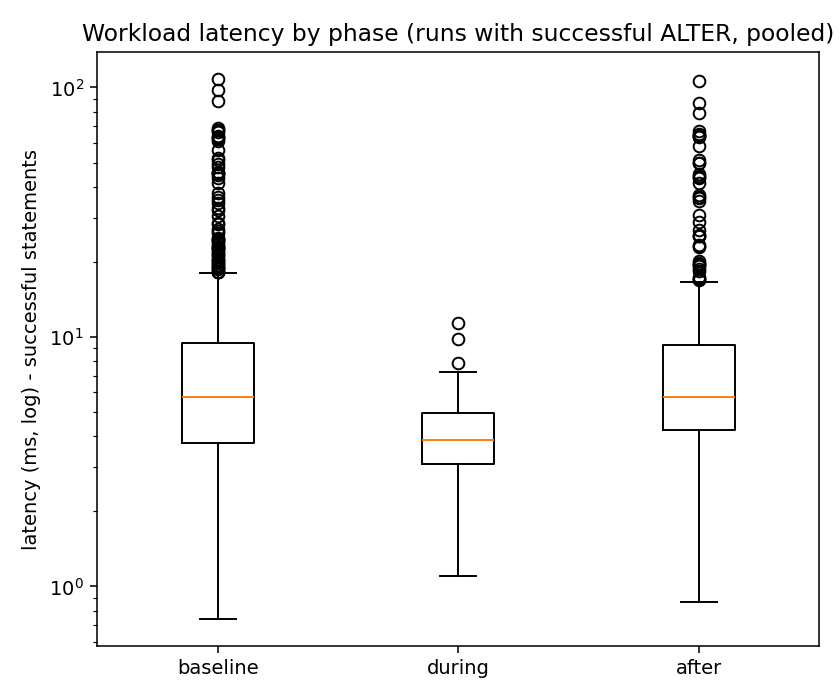 Workload latency by phase (runs with successful ALTER, pooled)
latency (ms, log) - successful statements
10²
10¹
10⁰
baseline
during
after